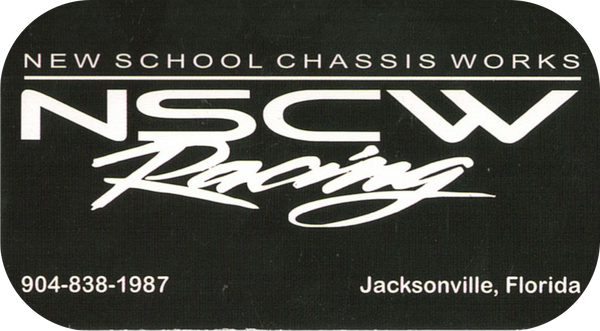 NEW SCHOOL CHASSIS WORKS
NSCW
Racing
904-838-1987 Jacksonville, Florida